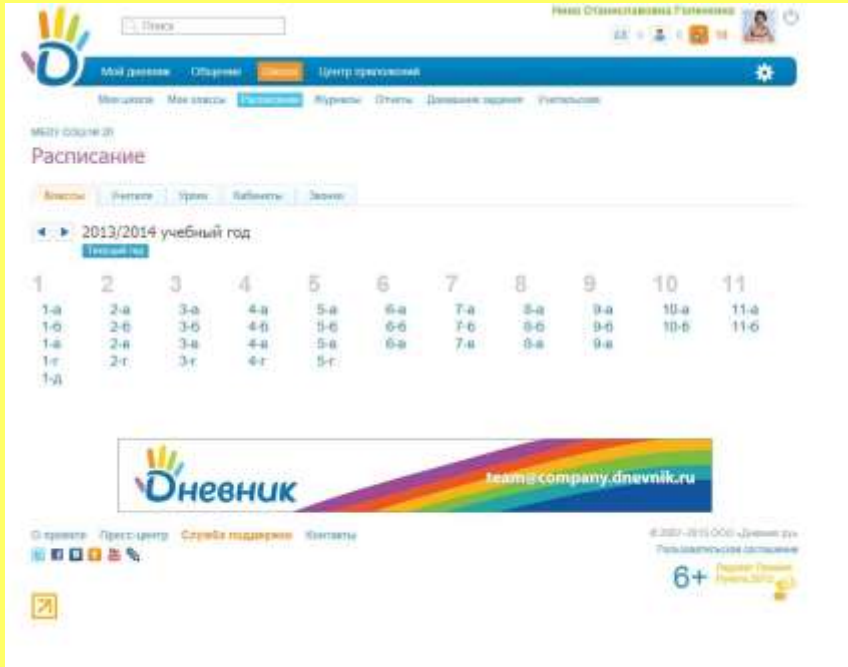 Поиск
Мой дневник Общение Школа Центр приложений
Моя школа Мои классы Расписание Журналы Отчеты Домашние задания Учительская
Расписание
Классы Учителя Уроки Кабинеты Звонки
2013/2014 учебный год
Текущий год
1 2 3 4 5 6 7 8 9 10 11
1-а 2-а 3-а 4-а 5-а 6-а 7-а 8-а 9-а 10-а 11-а
1-б 2-б 3-б 4-б 5-б 6-б 7-б 8-б 9-б 10-б 11-б
1-в 2-в 3-в 4-в 5-в 6-в 7-в 8-в 9-в
1-г 2-г 3-г 4-г 5-г
1-д
Dневник
team@company.dnevnik.ru
О проекте Пресс-центр Служба поддержки Контакты
Пользовательское соглашение
6+